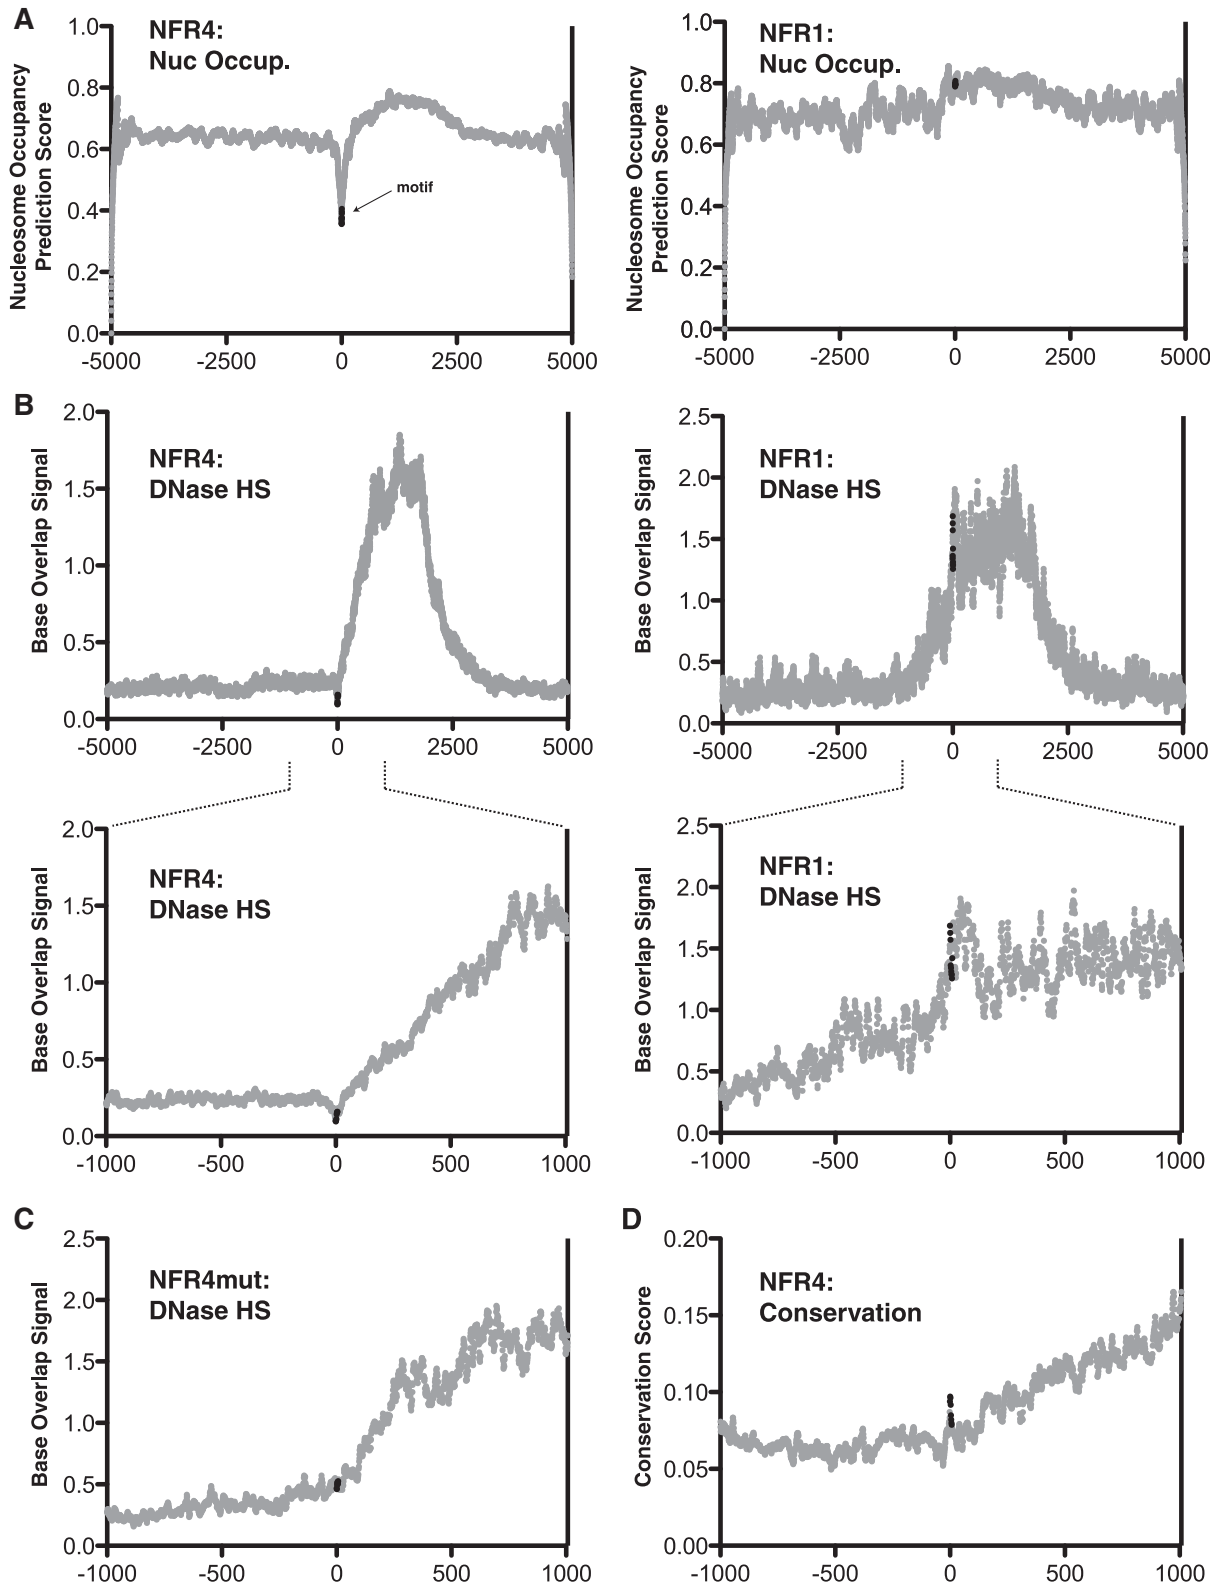 A
NFR4:
Nuc Occup.
Nucleosome Occupancy
Prediction Score
1.0
0.8
0.6
0.4
0.2
0.0
motif
-5000
-2500
0
2500
5000
NFR1:
Nuc Occup.
Nucleosome Occupancy
Prediction Score
1.0
0.8
0.6
0.4
0.2
0.0
-5000
-2500
0
2500
5000
B
NFR4:
DNase HS
Base Overlap Signal
2.0
1.5
1.0
0.5
0.0
-5000
-2500
0
2500
5000
NFR1:
DNase HS
Base Overlap Signal
2.5
2.0
1.5
1.0
0.5
0.0
-5000
-2500
0
2500
5000
NFR4:
DNase HS
Base Overlap Signal
2.0
1.5
1.0
0.5
0.0
-1000
-500
0
500
1000
NFR1:
DNase HS
Base Overlap Signal
2.5
2.0
1.5
1.0
0.5
0.0
-1000
-500
0
500
1000
C
NFR4mut:
DNase HS
Base Overlap Signal
2.5
2.0
1.5
1.0
0.5
0.0
-1000
-500
0
500
1000
D
NFR4:
Conservation
Conservation Score
0.20
0.15
0.10
0.05
0.00
-1000
-500
0
500
1000